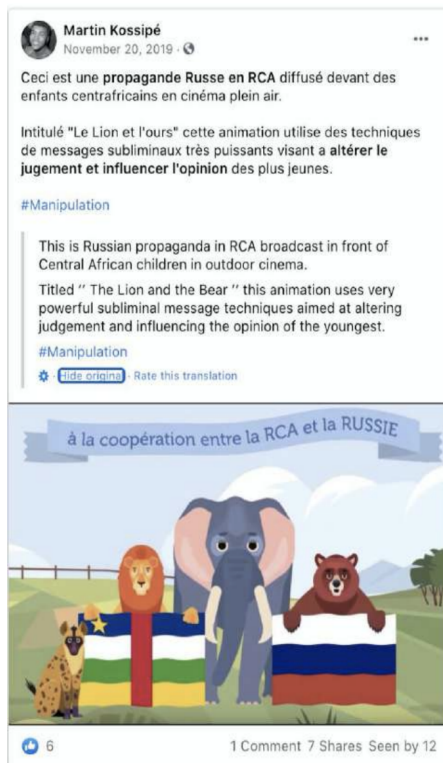 Martin Kossipé
November 20, 2019 ·
Ceci est une propagande Russe en RCA diffusé devant des
enfants centrafricains en cinéma plein air.
Intitulé "Le Lion et l'ours" cette animation utilise des techniques
de messages subliminaux très puissants visant a altérer le
jugement et influencer l'opinion des plus jeunes.
#Manipulation
This is Russian propaganda in RCA broadcast in front of
Central African children in outdoor cinema.
Titled '' The Lion and the Bear '' this animation uses very
powerful subliminal message techniques aimed at altering
judgement and influencing the opinion of the youngest.
#Manipulation
· Hide original · Rate this translation
à la coopération entre la RCA et la RUSSIE
6
1 Comment 7 Shares Seen by 12